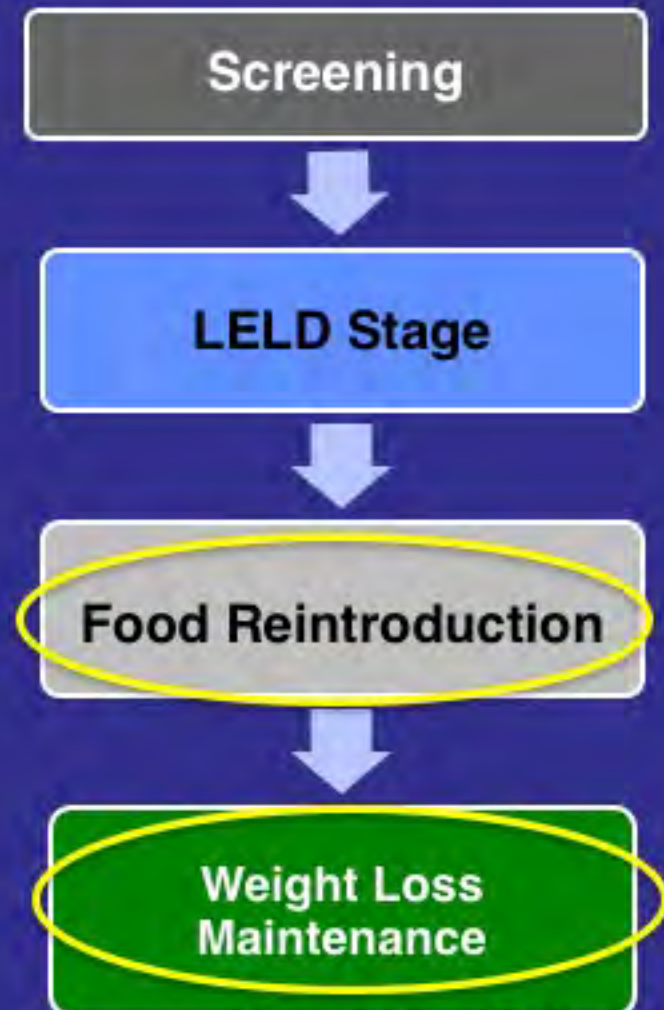 Screening
LELD Stage
Food Reintroduction
Weight Loss
Maintenance